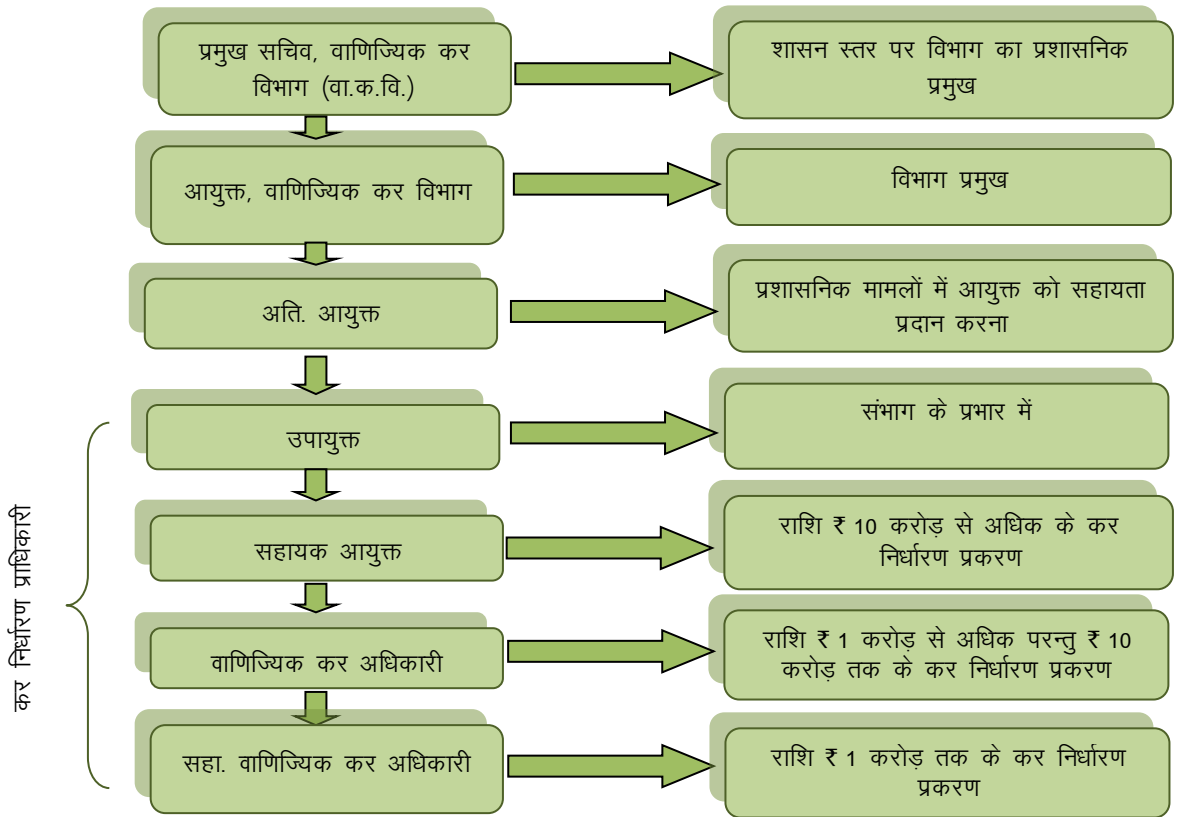 प्रमुख सचिव, वाणिज्यिक कर
विभाग (वा.क.वि.)
शासन स्तर पर विभाग का प्रशासनिक
प्रमुख
आयुक्त, वाणिज्यिक कर विभाग
विभाग प्रमुख
अति. आयुक्त
प्रशासनिक मामलों में आयुक्त को सहायता
प्रदान करना
कर निर्धारण प्राधिकारी
उपायुक्त
संभाग के प्रभार में
सहायक आयुक्त
राशि ₹ 10 करोड़ से अधिक के कर
निर्धारण प्रकरण
वाणिज्यिक कर अधिकारी
राशि ₹ 1 करोड़ से अधिक परन्तु ₹ 10
करोड़ तक के कर निर्धारण प्रकरण
सहा. वाणिज्यिक कर अधिकारी
राशि ₹ 1 करोड़ तक के कर निर्धारण
प्रकरण